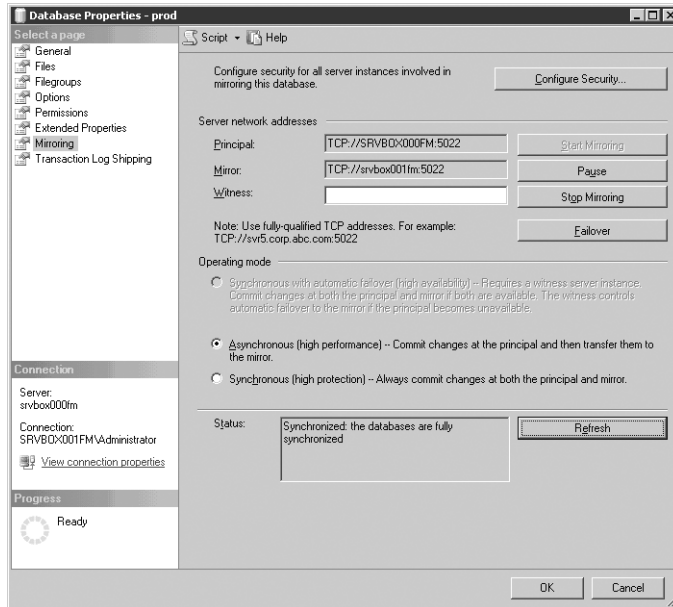 Database Properties - prod
Select a page
General
Files
Filegroups
Options
Permissions
Extended Properties
Mirroring
Transaction Log Shipping
Script
Help
Configure security for all server instances involved in
mirroring this database.
Configure Security...
Server network addresses
Principal:
TCP://SRVBOX000FM:5022
Start Mirroring
Mirror:
TCP://srvbox001fm:5022
Pause
Witness:
Stop Mirroring
Note: Use fully-qualified TCP addresses. For example:
TCP://svr5.corp.abc.com:5022
Failover
Operating mode
Synchronous with automatic failover (high availability) -- Requires a witness server instance.
Commit changes at both the principal and mirror if both are available. The witness controls
automatic failover to the mirror if the principal becomes unavailable.
Asynchronous (high performance) -- Commit changes at the principal and then transfer them to
the mirror.
Synchronous (high protection) -- Always commit changes at both the principal and mirror.
Connection
Server:
srvbox000fm
Connection:
SRVBOX001FM\Administrator
View connection properties
Status:
Synchronized: the databases are fully
synchronized
Refresh
Progress
Ready
OK
Cancel